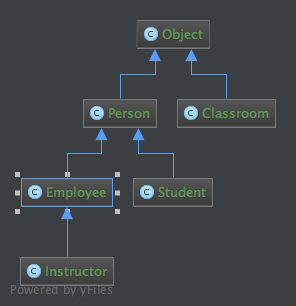 C Object
C Person
C Classroom
C Employee
C Student
C Instructor
Powered by yFiles